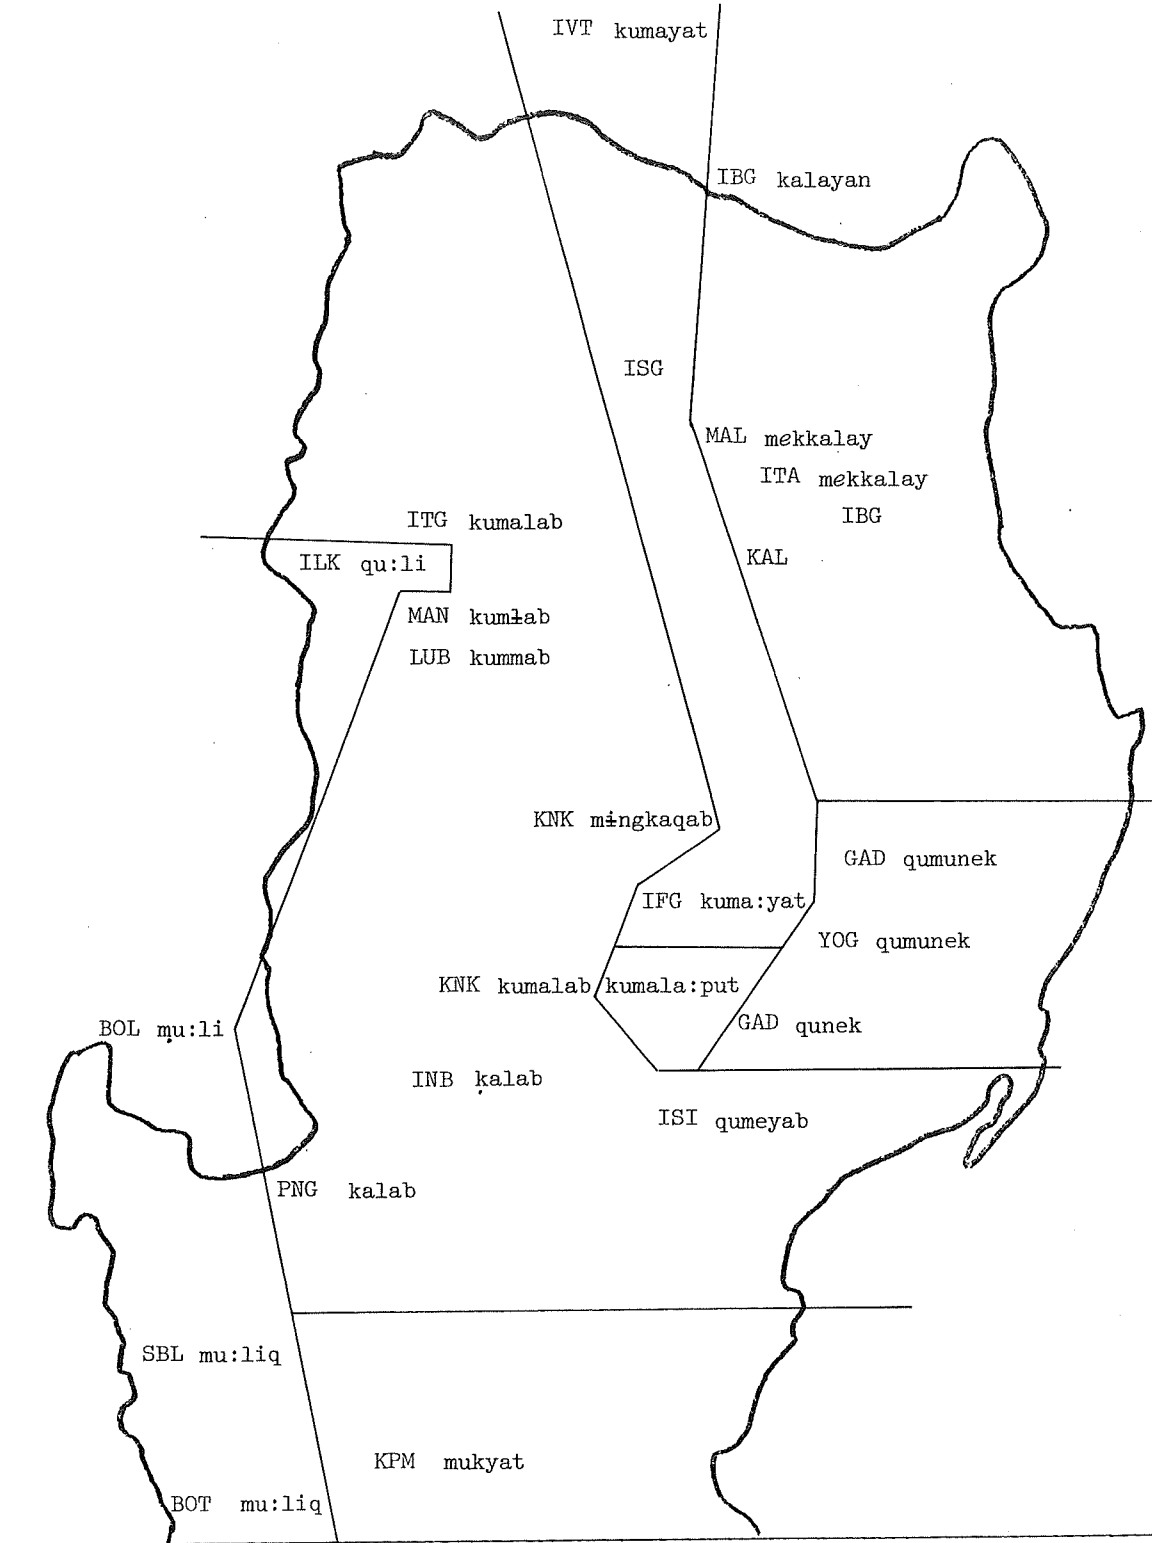 IVT kumayat
IBG kalayan
ISG
MAL mekkalay
ITA mekkalay
IBG
ITG kumalab
KAL
ILK qu:li
MAN kumɨab
LUB kummab
KNK mɨngkaqab
GAD qumunek
IFG kuma:yat
YOG qumunek
KNK kumalab kumala:put
GAD qunek
BOL mu:li
INB ḳalab
ISI qumeyab
PNG kalab
SBL mu:liq
KPM mukyat
BOT mu:liq